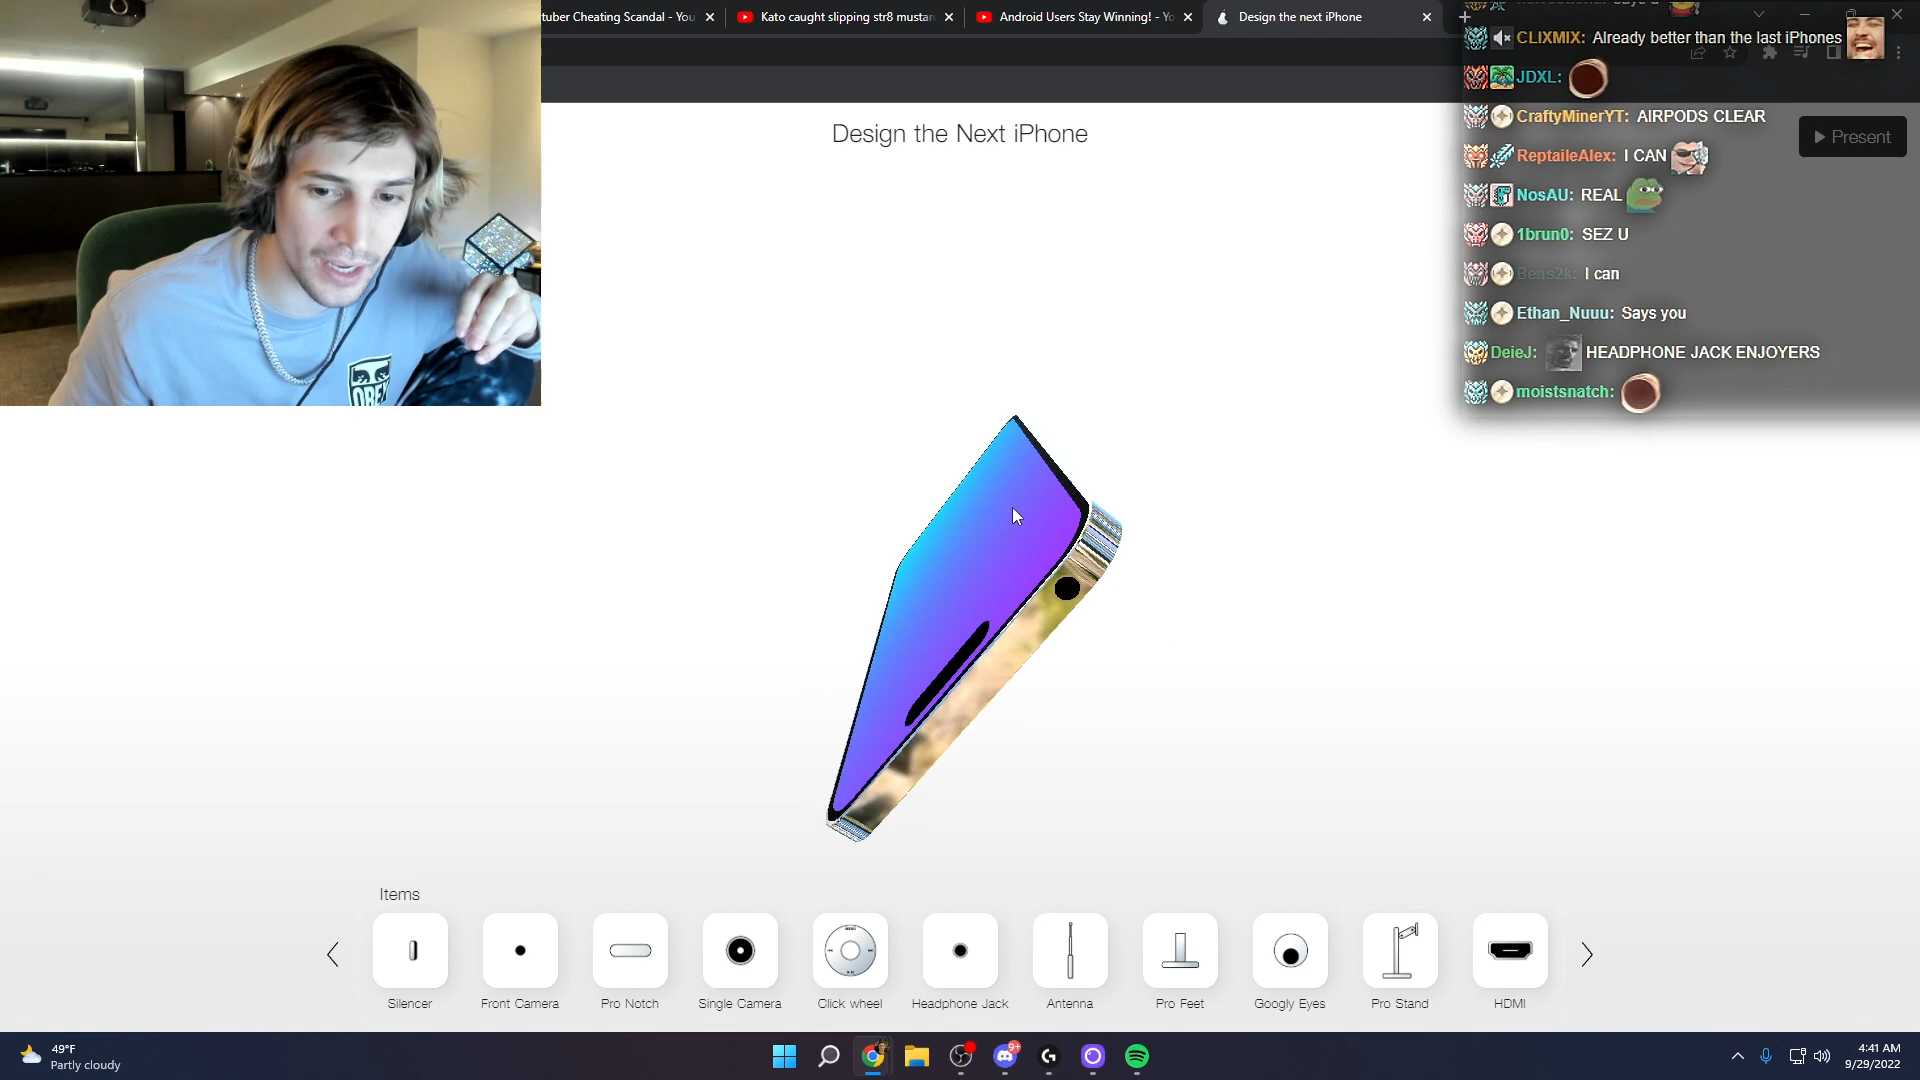 tuber Cheating Scandal - You
Kato caught slipping str8 mustar
Android Users Stay Winning! - Yo
Design the next iPhone
CLIXMIX: Already better than the last iPhones
JDXL:
CraftyMinerYT: AIRPODS CLEAR
Present
ReptaileAlex: I CAN
NosAU: REAL
1brun0: SEZ U
Bens2k: I can
Ethan_Nuuu: Says you
DeieJ: HEADPHONE JACK ENJOYERS
moistsnatch:
Design the Next iPhone
OBEY
Items
MENU
Silencer
Front Camera
Pro Notch
Single Camera
Click wheel
Headphone Jack
Antenna
Pro Feet
Googly Eyes
Pro Stand
HDMI
49°F
Partly cloudy
9+
4:41 AM
9/29/2022